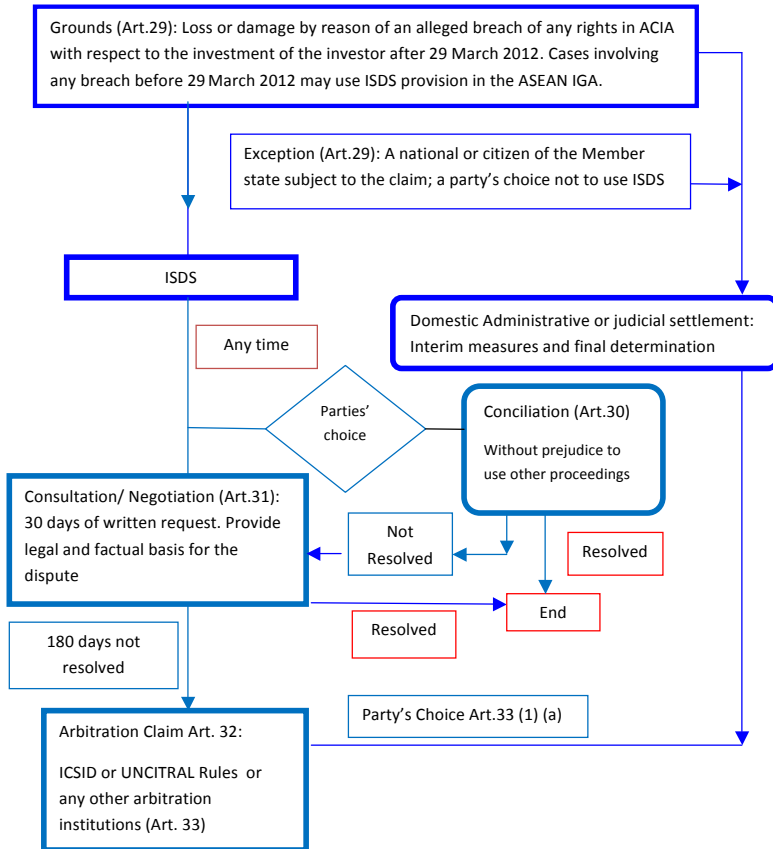 Grounds (Art.29): Loss or damage by reason of an alleged breach of any rights in ACIA
with respect to the investment of the investor after 29 March 2012. Cases involving
any breach before 29 March 2012 may use ISDS provision in the ASEAN IGA.
Exception (Art.29): A national or citizen of the Member
state subject to the claim; a party’s choice not to use ISDS
ISDS
Domestic Administrative or judicial settlement:
Interim measures and final determination
Any time
Parties’
choice
Conciliation (Art.30)
Without prejudice to
use other proceedings
Consultation/ Negotiation (Art.31):
30 days of written request. Provide
legal and factual basis for the
dispute
Not
Resolved
Resolved
End
Resolved
180 days not
resolved
Arbitration Claim Art. 32:
ICSID or UNCITRAL Rules or
any other arbitration
institutions (Art. 33)
Party’s Choice Art.33 (1) (a)